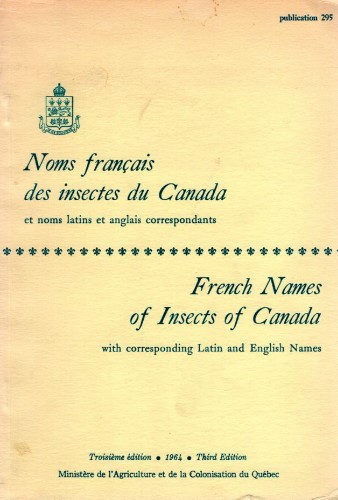 publication 295
Noms français
des insectes du Canada
et noms latins et anglais correspondants
French Names
of Insects of Canada
with corresponding Latin and English Names
Troisième édition • 1964 • Third Edition
Ministère de l'Agriculture et de la Colonisation du Québec